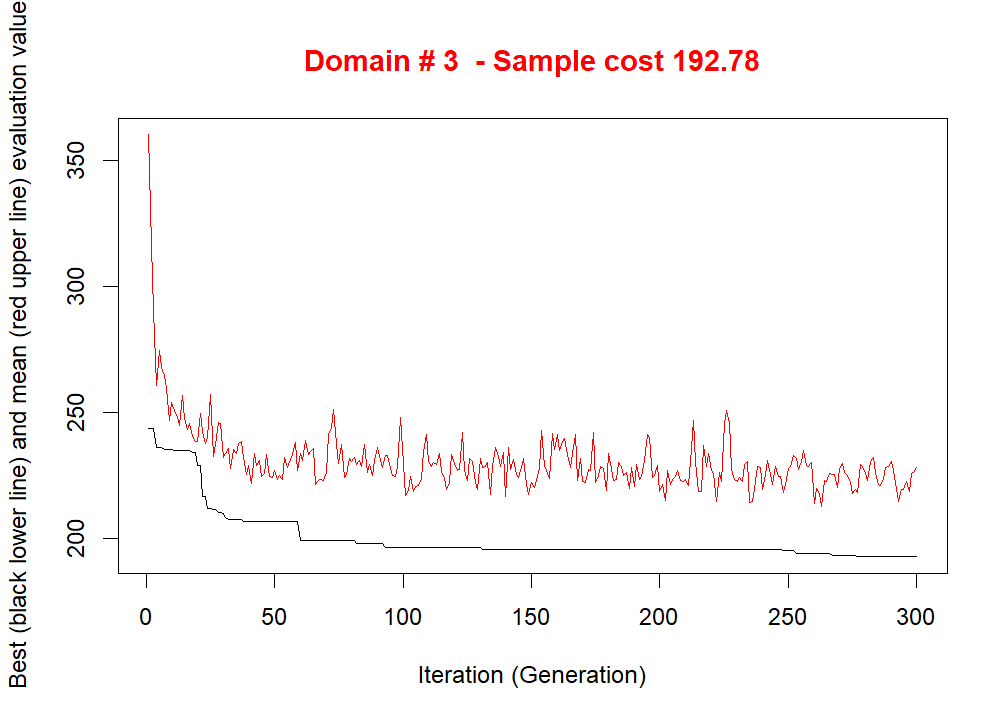 Domain # 3  - Sample cost 192.78
Best (black lower line) and mean (red upper line) evaluation value
350
300
250
200
0 50 100 150 200 250 300
Iteration (Generation)